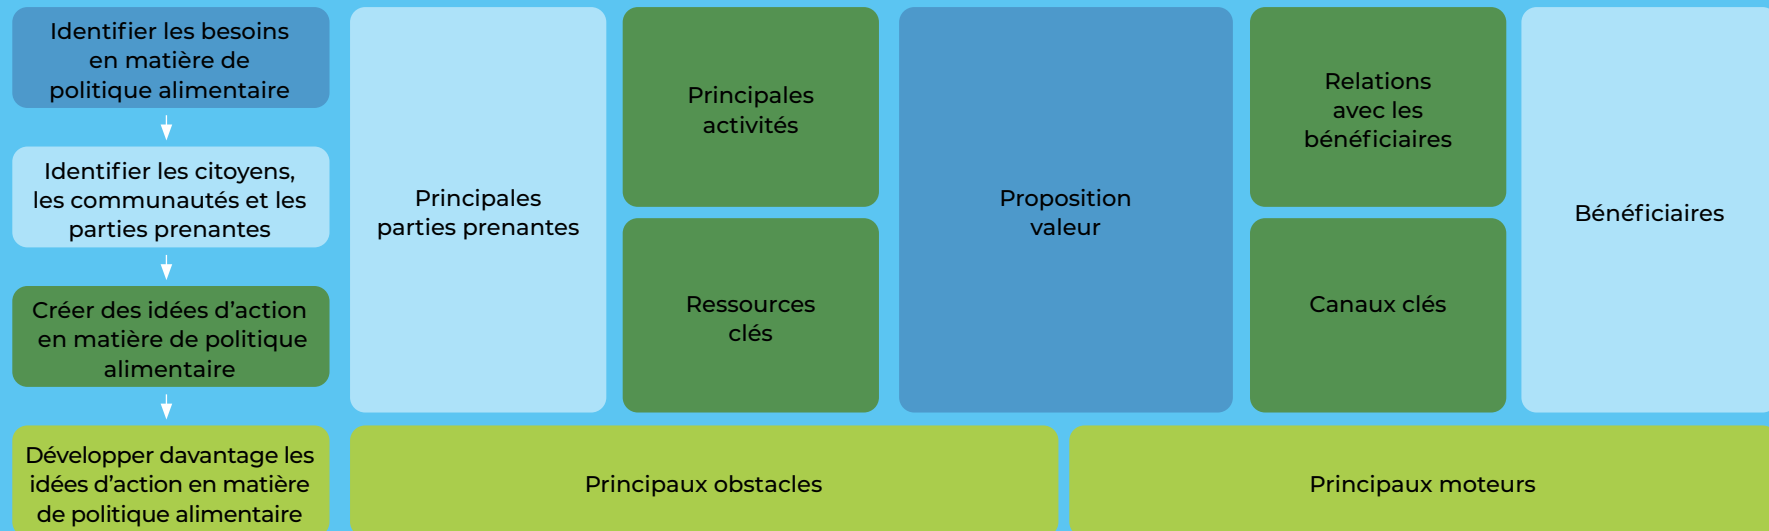 Identifier les besoins
en matière de
politique alimentaire
Identifier les citoyens,
les communautés et les
parties prenantes
Créer des idées d'action
en matière de politique
alimentaire
Développer davantage les
idées d'action en matière
de politique alimentaire
Principales
parties prenantes
Principales
activités
Ressources
clés
Proposition
valeur
Relations
avec les
bénéficiaires
Canaux clés
Bénéficiaires
Principaux obstacles
Principaux moteurs